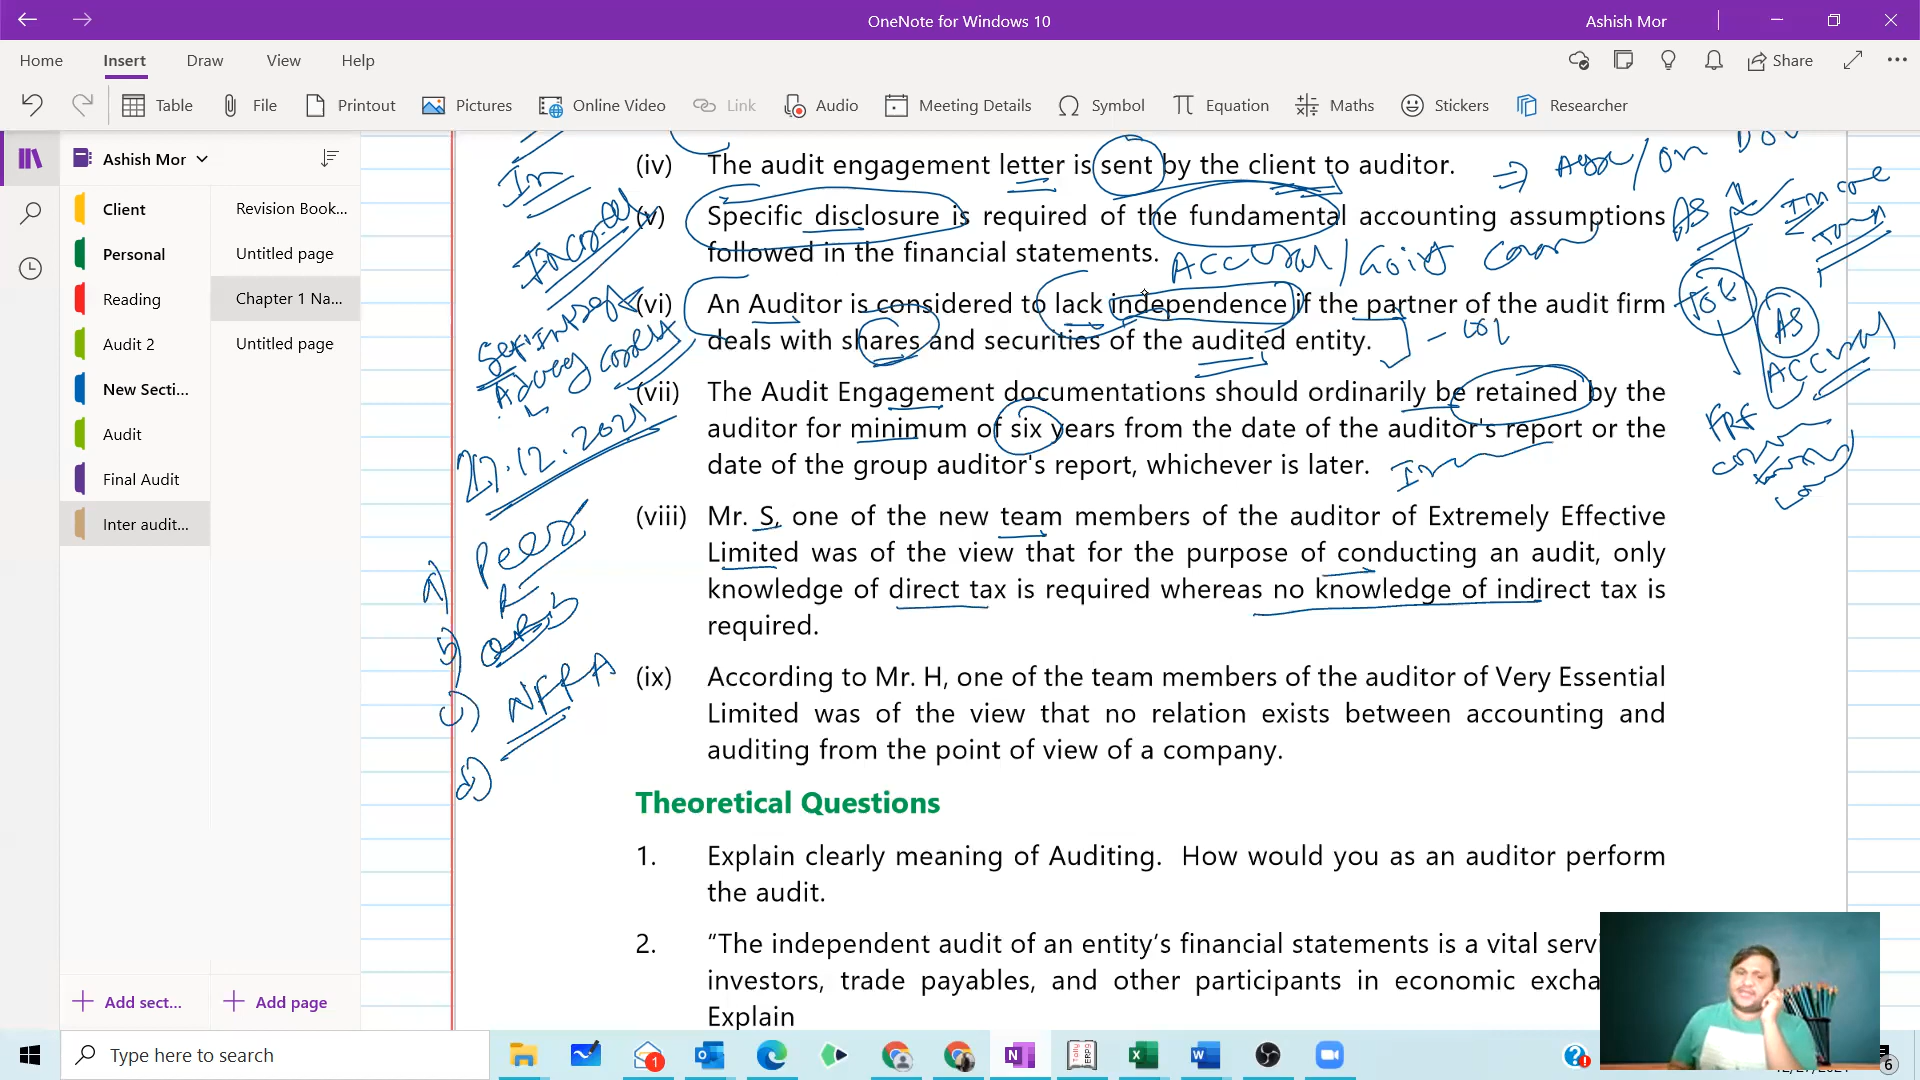 OneNote for Windows 10
Ashish Mor
Home
Insert
Draw
View
Help
Share
Table
File
Printout
Pictures
Online Video
Link
Audio
Meeting Details
Symbol
Equation
Maths
Stickers
Researcher
Ashish Mor
Client
Personal
Reading
Audit 2
New Secti...
Audit
Final Audit
Inter audit...
Revision Book...
Untitled page
Chapter 1 Na...
Untitled page
Add sect...
Add page
(iv) The audit engagement letter is sent by the client to auditor.
(v) Specific disclosure is required of the fundamental accounting assumptions
followed in the financial statements.
Accrual / Going
(vi) An Auditor is considered to lack independence if the partner of the audit firm
deals with shares and securities of the audited entity.
(vii) The Audit Engagement documentations should ordinarily be retained by the
auditor for minimum of six years from the date of the auditor's report or the
date of the group auditor's report, whichever is later.
(viii) Mr. S, one of the new team members of the auditor of Extremely Effective
Limited was of the view that for the purpose of conducting an audit, only
knowledge of direct tax is required whereas no knowledge of indirect tax is
required.
(ix) According to Mr. H, one of the team members of the auditor of Very Essential
Limited was of the view that no relation exists between accounting and
auditing from the point of view of a company.
Theoretical Questions
1. Explain clearly meaning of Auditing. How would you as an auditor perform
the audit.
2. “The independent audit of an entity’s financial statements is a vital servi
investors, trade payables, and other participants in economic excha
Explain
In
Incorrect
27.12.2021
Peer
R
a)
b)
c)
NFRA
d)
AS
Income
AS
Accrual
FRF
Type here to search
1
6